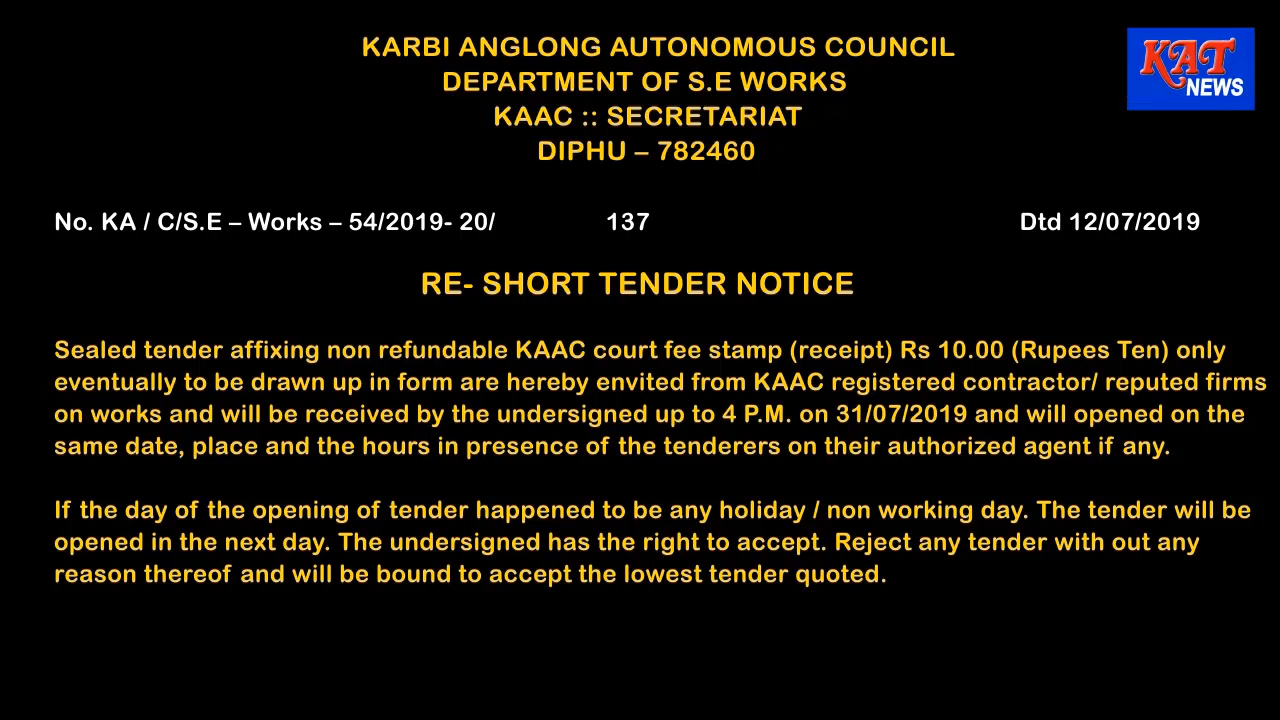 KARBI ANGLONG AUTONOMOUS COUNCIL
DEPARTMENT OF S.E WORKS
KAAC :: SECRETARIAT
DIPHU – 782460
KAT
NEWS
No. KA / C/S.E – Works – 54/2019- 20/ 137 Dtd 12/07/2019
RE- SHORT TENDER NOTICE
Sealed tender affixing non refundable KAAC court fee stamp (receipt) Rs 10.00 (Rupees Ten) only
eventually to be drawn up in form are hereby envited from KAAC registered contractor/ reputed firms
on works and will be received by the undersigned up to 4 P.M. on 31/07/2019 and will opened on the
same date, place and the hours in presence of the tenderers on their authorized agent if any.
If the day of the opening of tender happened to be any holiday / non working day. The tender will be
opened in the next day. The undersigned has the right to accept. Reject any tender with out any
reason thereof and will be bound to accept the lowest tender quoted.